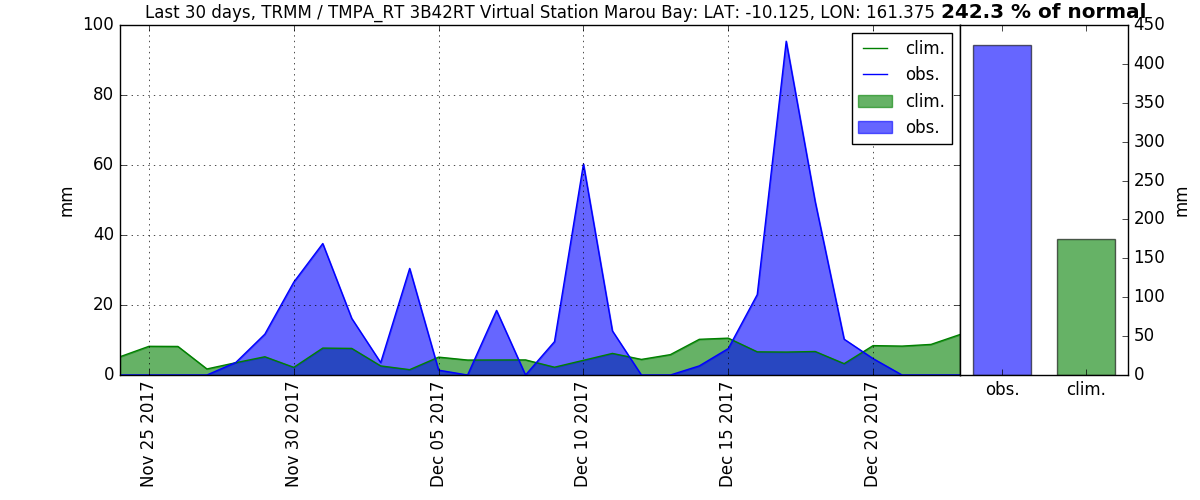 Last 30 days, TRMM / TMPA_RT 3B42RT Virtual Station Marou Bay: LAT: -10.125, LON: 161.375 242.3 % of normal
100
80
60
40
20
0
mm
clim.
obs.
clim.
obs.
Nov 25 2017
Nov 30 2017
Dec 05 2017
Dec 10 2017
Dec 15 2017
Dec 20 2017
450
400
350
300
250
200
150
100
50
0
mm
obs.
clim.